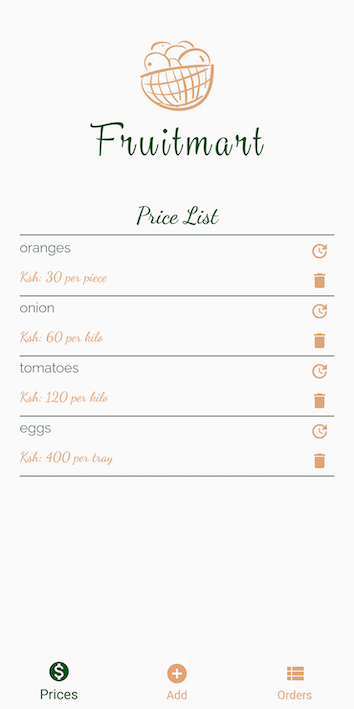 Fruitmart
Price List
oranges
Ksh: 30 per piece
onion
Ksh: 60 per kilo
tomatoes
Ksh: 120 per kilo
eggs
Ksh: 400 per tray
Prices
Add
Orders